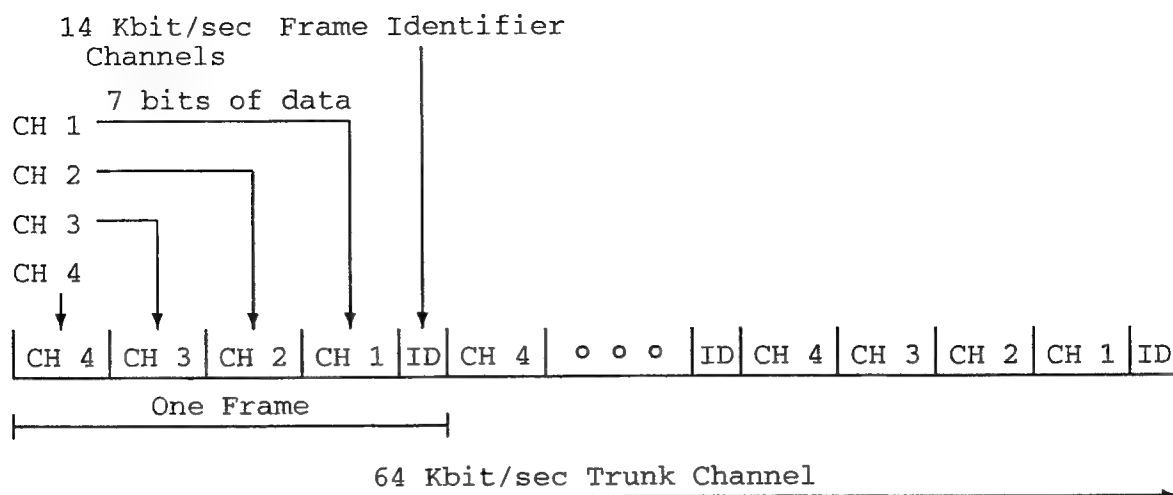 14 Kbit/sec Frame Identifier
Channels
7 bits of data
CH 1
CH 2
CH 3
CH 4
CH 4 CH 3 CH 2 CH 1 ID CH 4 o o o ID CH 4 CH 3 CH 2 CH 1 ID
One Frame
64 Kbit/sec Trunk Channel